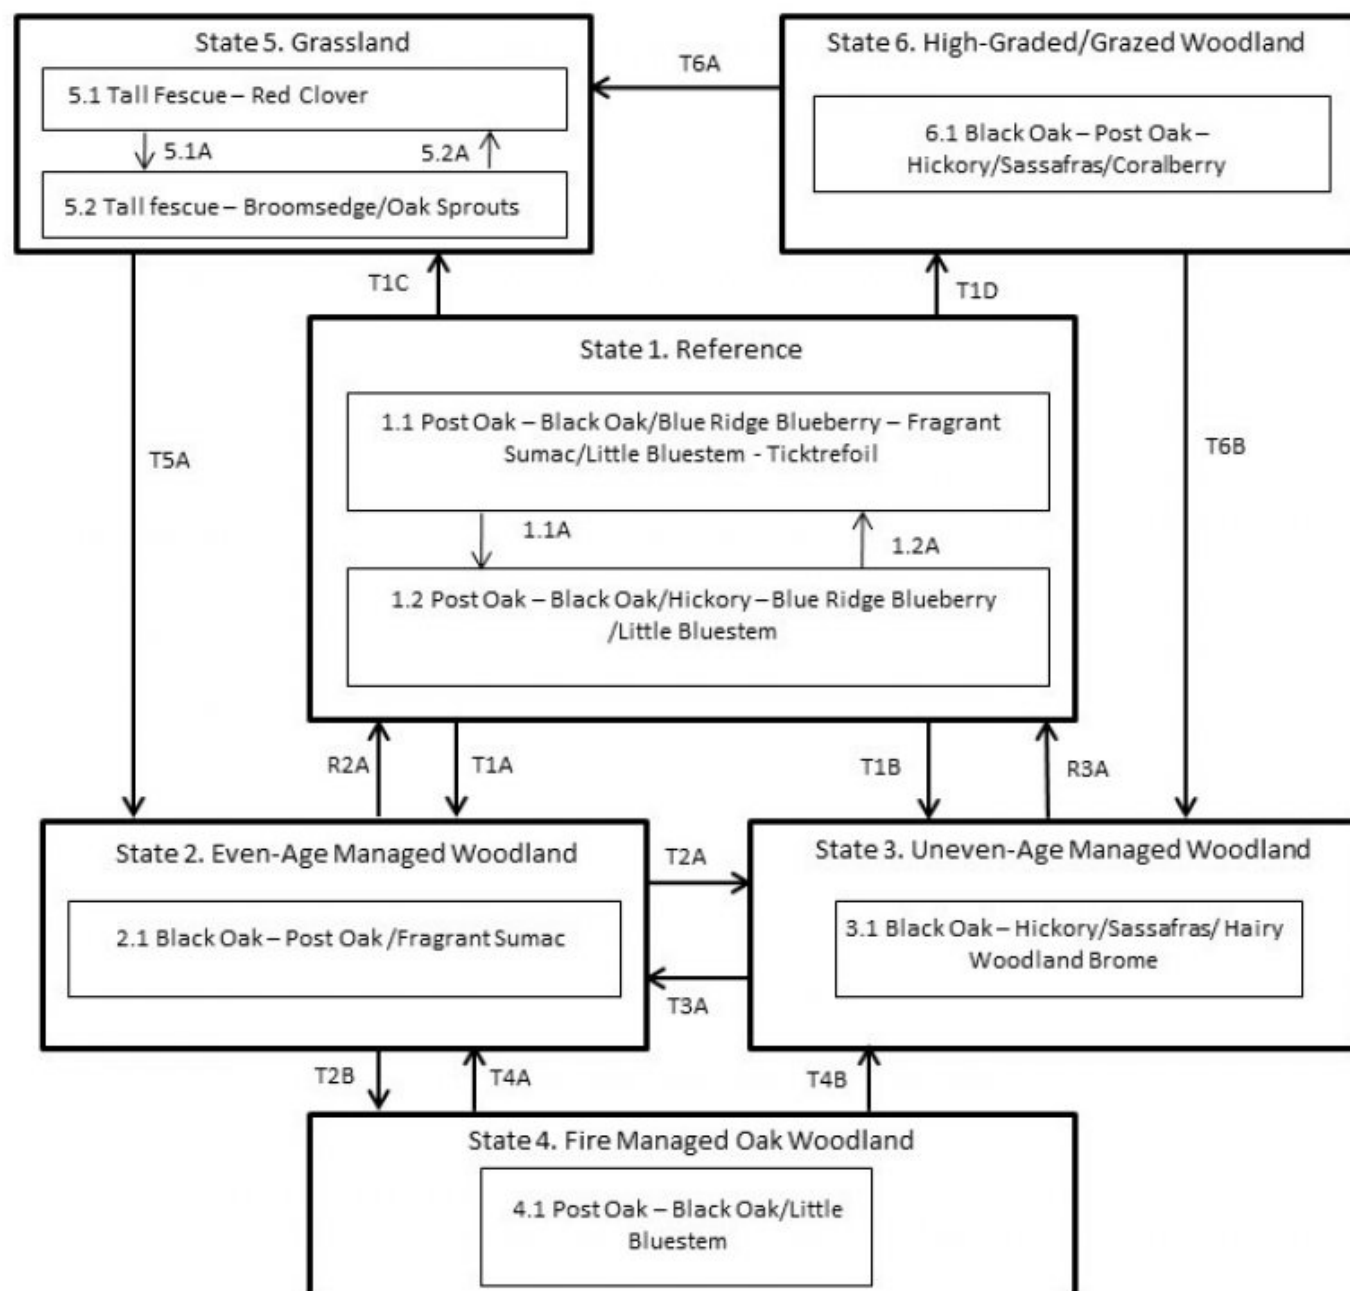 State 5. Grassland
5.1 Tall Fescue – Red Clover
5.1A
5.2A
5.2 Tall fescue – Broomsedge/Oak Sprouts
T6A
State 6. High-Graded/Grazed Woodland
6.1 Black Oak – Post Oak –
Hickory/Sassafras/Coralberry
T1C
T1D
State 1. Reference
1.1 Post Oak – Black Oak/Blue Ridge Blueberry – Fragrant
Sumac/Little Bluestem - Ticktrefoil
T5A
T6B
1.1A
1.2A
1.2 Post Oak – Black Oak/Hickory – Blue Ridge Blueberry
/Little Bluestem
R2A
T1A
T1B
R3A
State 2. Even-Age Managed Woodland
2.1 Black Oak – Post Oak /Fragrant Sumac
T2A
T3A
State 3. Uneven-Age Managed Woodland
3.1 Black Oak – Hickory/Sassafras/ Hairy
Woodland Brome
T2B
T4A
T4B
State 4. Fire Managed Oak Woodland
4.1 Post Oak – Black Oak/Little
Bluestem